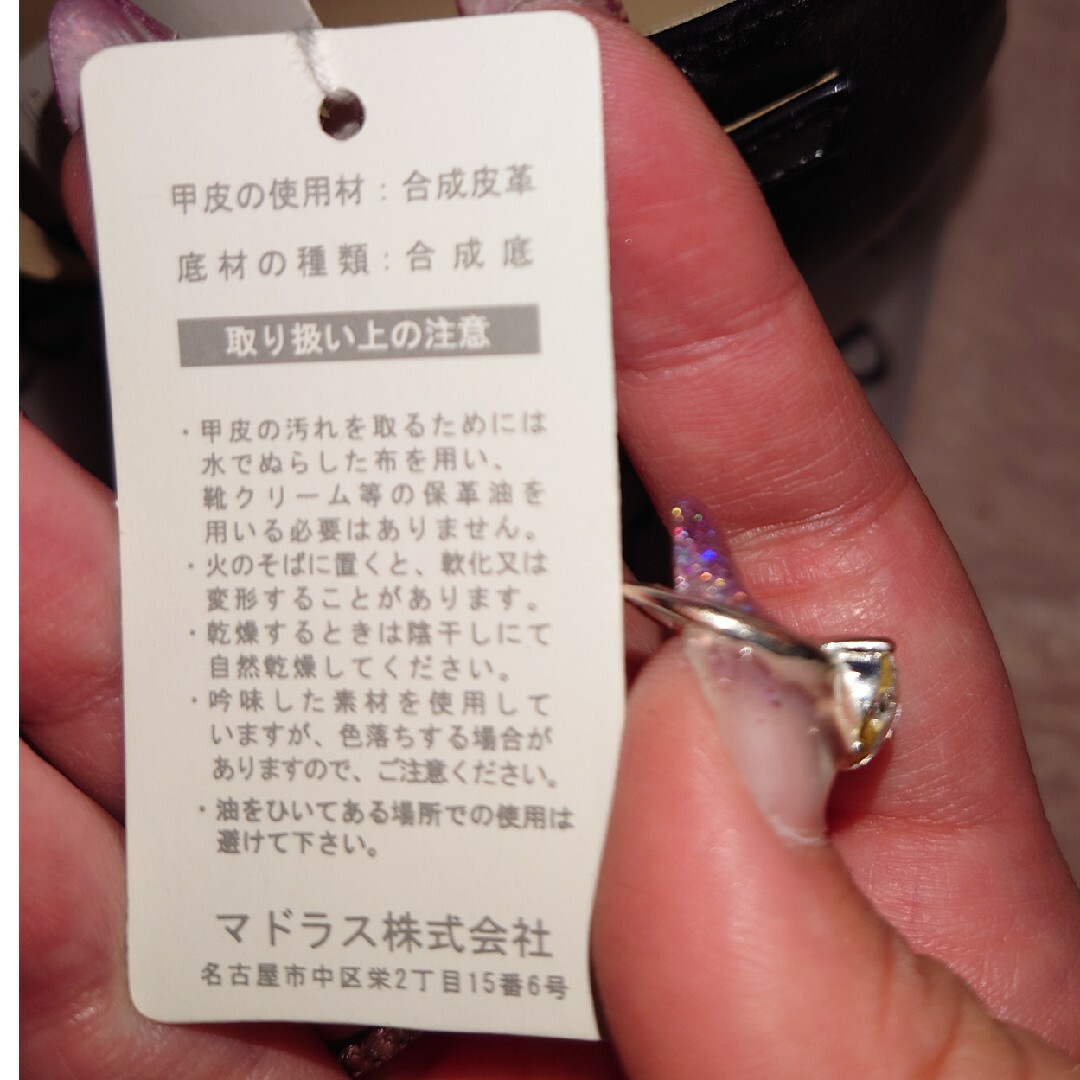 甲皮の使用材：合成皮革
底材の種類：合成底
取り扱い上の注意
・甲皮の汚れを取るためには
水でぬらした布を用い、
靴クリーム等の保革油を
用いる必要はありません。
・火のそばに置くと、軟化又は
変形することがあります。
・乾燥するときは陰干しにて
自然乾燥してください。
・吟味した素材を使用して
いますが、色落ちする場合が
ありますので、ご注意ください。
・油をひいてある場所での使用は
避けて下さい。
マドラス株式会社
名古屋市中区栄2丁目15番6号